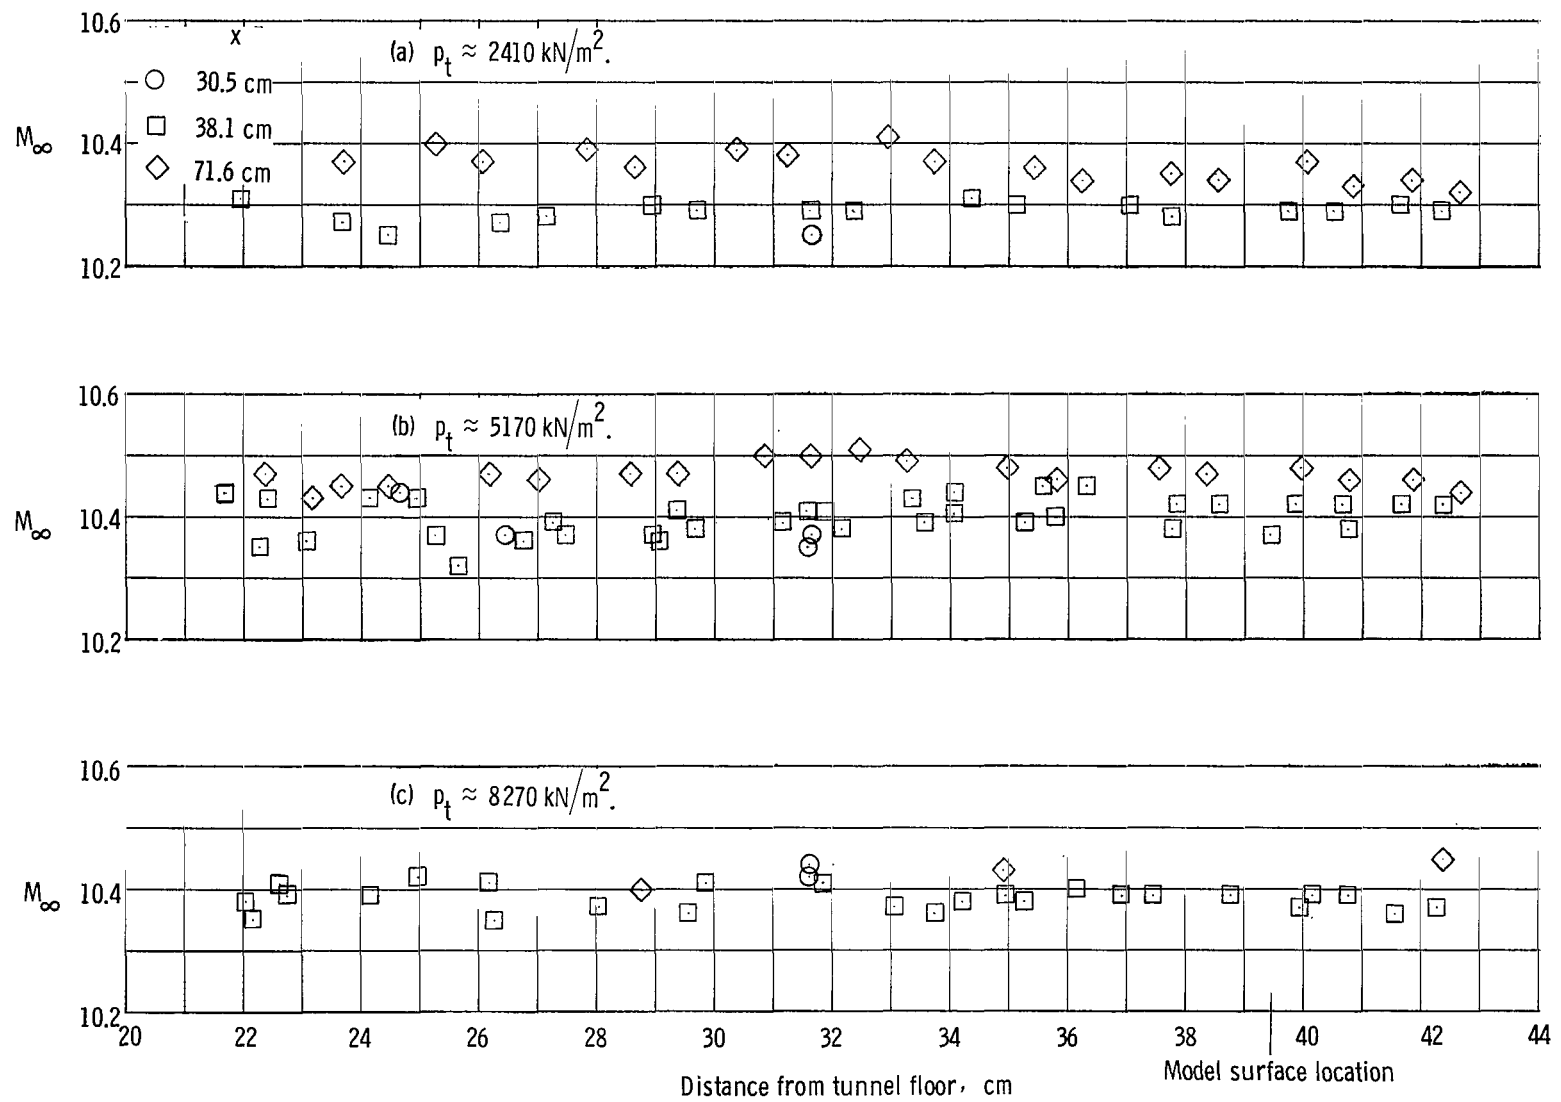 10.6
x
(a) pt ≈ 2410 kN/m2.
30.5 cm
38.1 cm
M∞
10.4
71.6 cm
10.2
10.6
(b) pt ≈ 5170 kN/m2.
M∞
10.4
10.2
10.6
(c) pt ≈ 8270 kN/m2.
M∞
10.4
10.2
20 22 24 26 28 30 32 34 36 38 40 42 44
Model surface location
Distance from tunnel floor, cm